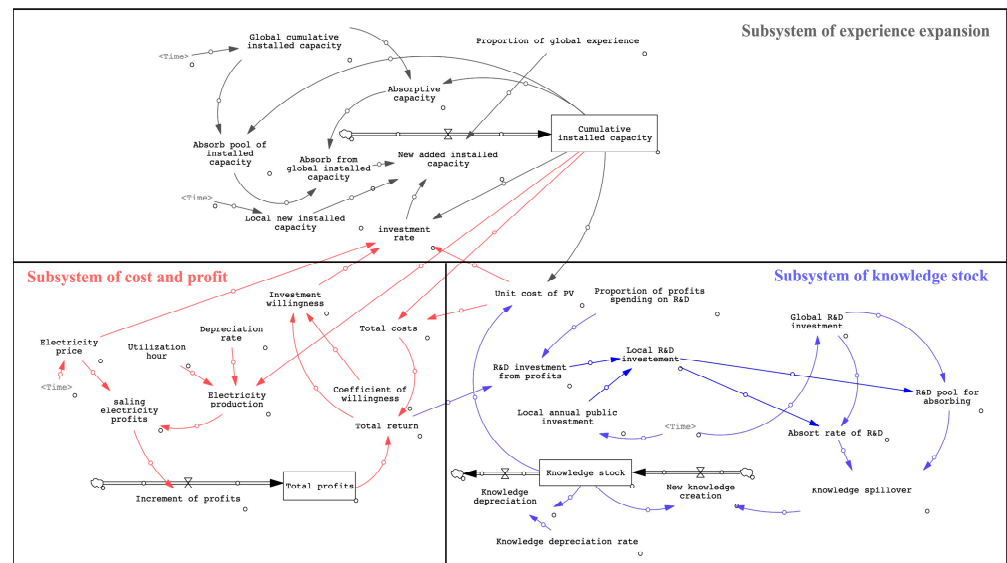 Subsystem of experience expansion
Global cumulative
installed capacity
Proportion of global experience
<Time>
Absorptive
capacity
Cumulative
installed capacity
Absorb pool of
installed
capacity
Absorb from
global installed
capacity
New added installed
capacity
<Time>
Local new installed
capacity
investment
rate
Subsystem of cost and profit
Investment
willingness
Depreciation
rate
Total costs
Electricity
price
Utilization
hour
<Time>
saling
electricity
profits
Electricity
production
Coefficient of
willingness
Total return
Increment of profits
Total profits
Subsystem of knowledge stock
Unit cost of PV
Proportion of profits
spending on R&D
Global R&D
investment
R&D investment
from profits
Local R&D
investement
R&D pool for
absorbing
Local annual public
investment
<Time>
Absort rate of R&D
Knowledge stock
Knowledge
depreciation
New knowledge
creation
Knowledge spillover
Knowledge depreciation rate